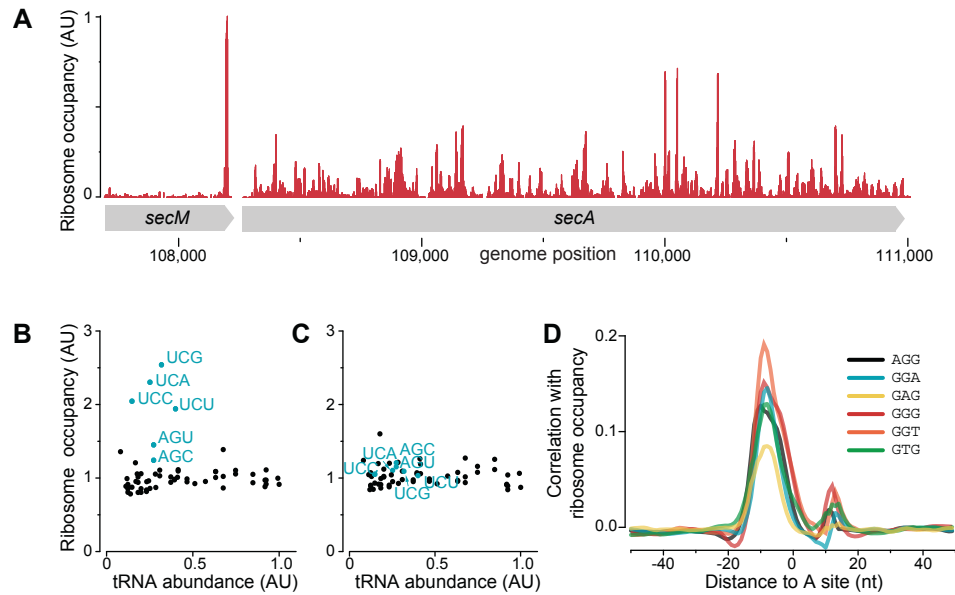 A
Ribosome occupancy (AU)
1
0
secM
secA
108,000
109,000
genome position
110,000
111,000
B
Ribosome occupancy (AU)
3
2
1
0
UCG
UCA
UCC
UCU
AGU
AGC
0
0.5
1.0
tRNA abundance (AU)
C
3
2
1
0
UCA
AGC
UCC
AGU
UCU
UCG
0
0.5
1.0
tRNA abundance (AU)
D
Correlation with
ribosome occupancy
0.2
0.1
0.0
AGG
GGA
GAG
GGG
GGT
GTG
-40
-20
0
20
40
Distance to A site (nt)